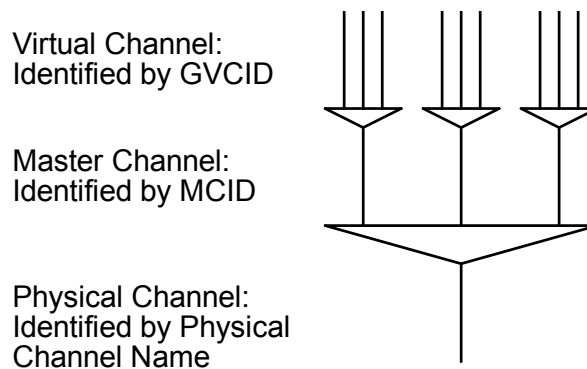 Virtual Channel:
Identified by GVCID
Master Channel:
Identified by MCID
Physical Channel:
Identified by Physical
Channel Name